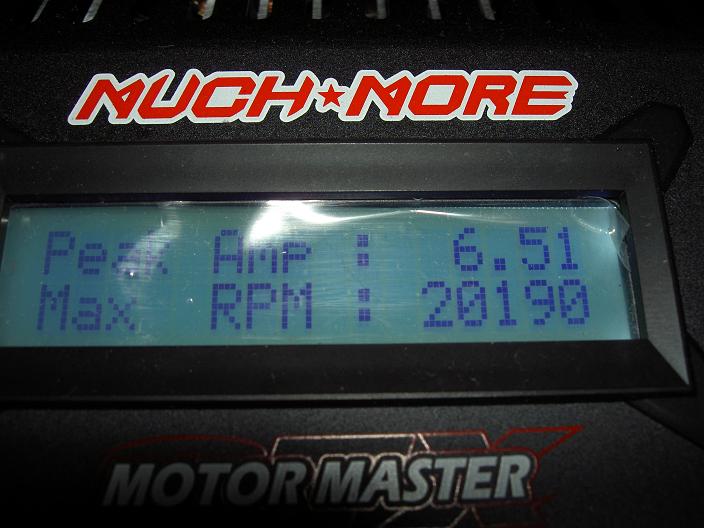 MUCH★MORE
Peak Amp : 6.51
Max RPM : 20190
MOTOR MASTER